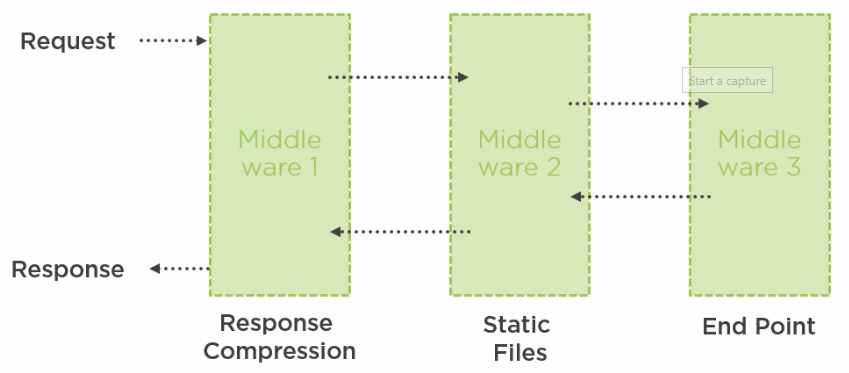 Request
Start a capture
Middle
ware 1
Middle
ware 2
Middle
ware 3
Response
Response
Compression
Static
Files
End Point